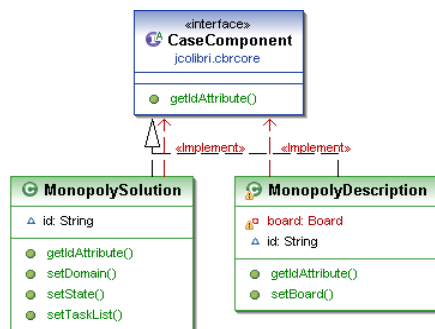 «interface»
CaseComponent
jcolibri.cbrcore
getIdAttribute()
«Implement»
«Implement»
MonopolySolution
id: String
getIdAttribute()
setDomain()
setState()
setTaskList()
MonopolyDescription
board: Board
id: String
getIdAttribute()
setBoard()